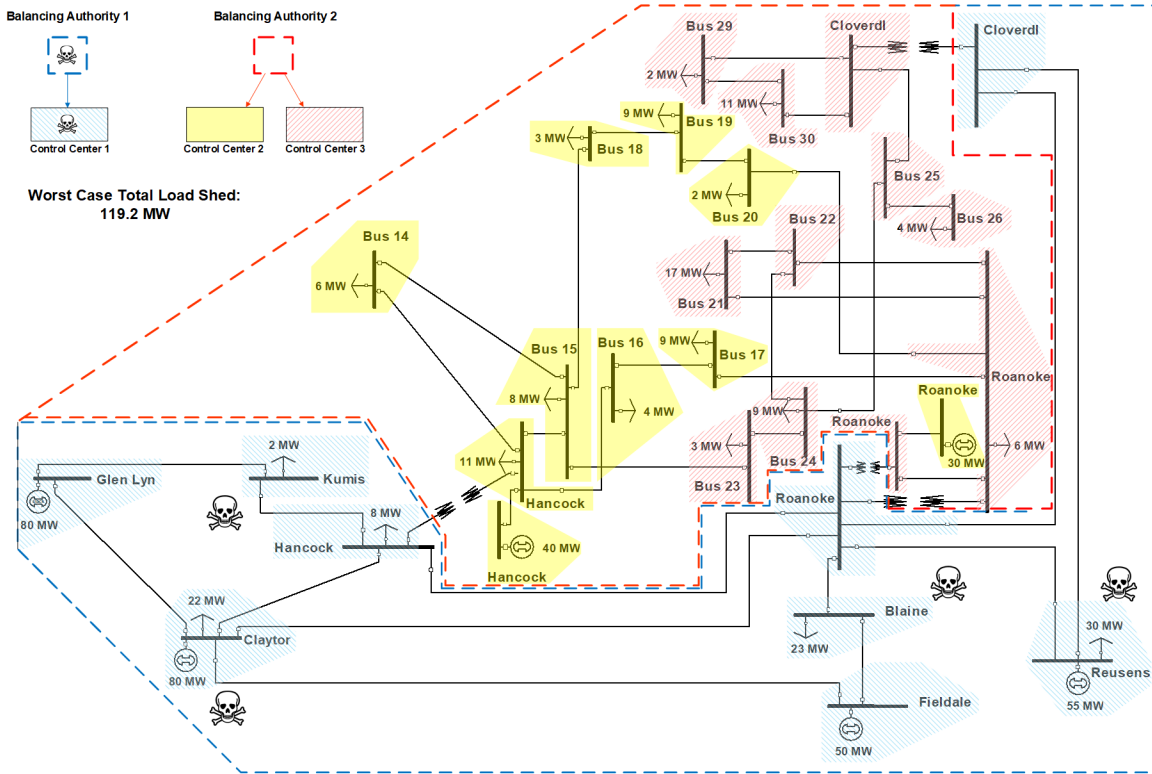 Balancing Authority 1
Balancing Authority 2
Control Center 1
Control Center 2
Control Center 3
Worst Case Total Load Shed:
119.2 MW
Bus 29
2 MW
Cloverdl
Cloverdl
11 MW
Bus 30
9 MW
Bus 19
3 MW
Bus 18
2 MW
Bus 20
Bus 25
Bus 26
4 MW
Bus 22
17 MW
Bus 21
Bus 14
6 MW
Bus 15
8 MW
Bus 16
4 MW
9 MW
Bus 17
Roanoke
Roanoke
30 MW
6 MW
Roanoke
9 MW
Bus 24
3 MW
Bus 23
11 MW
Hancock
40 MW
Hancock
2 MW
Glen Lyn
Kumis
80 MW
8 MW
Hancock
Roanoke
22 MW
Claytor
80 MW
Blaine
23 MW
30 MW
Reusens
55 MW
Fieldale
50 MW